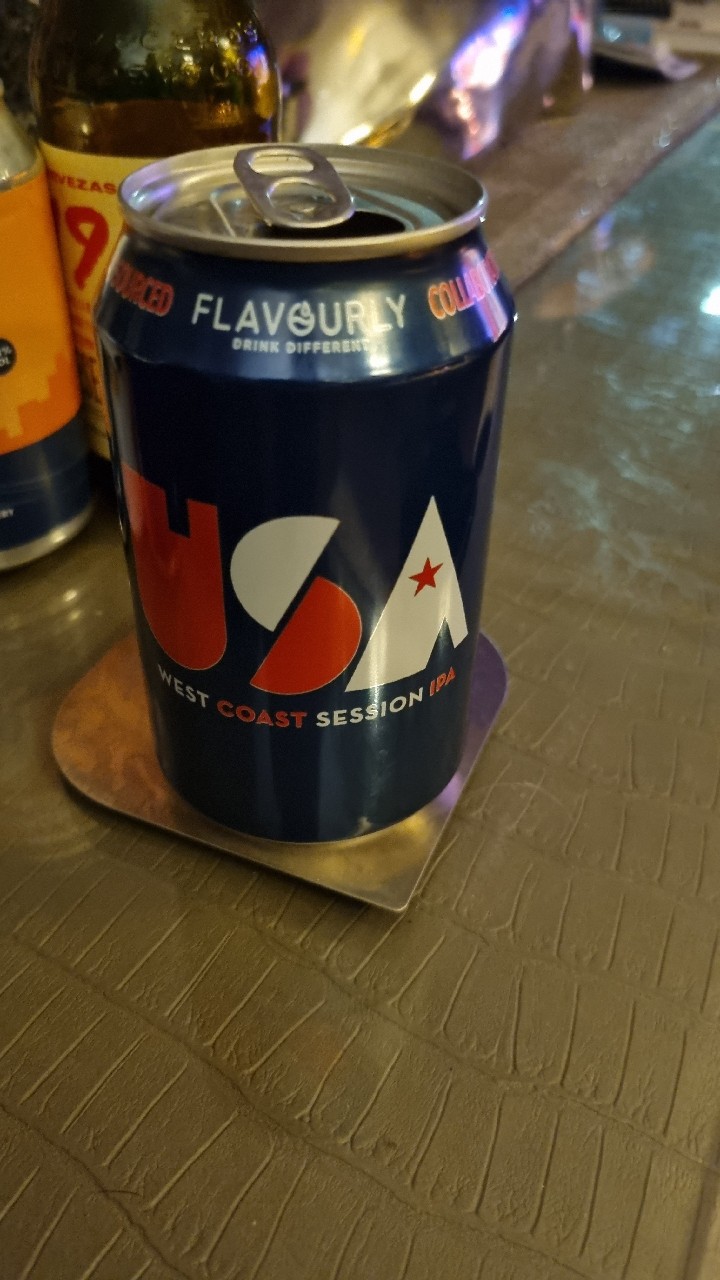 FLAVOURLY
DRINK DIFFERENT
USA
WEST COAST SESSION IPA